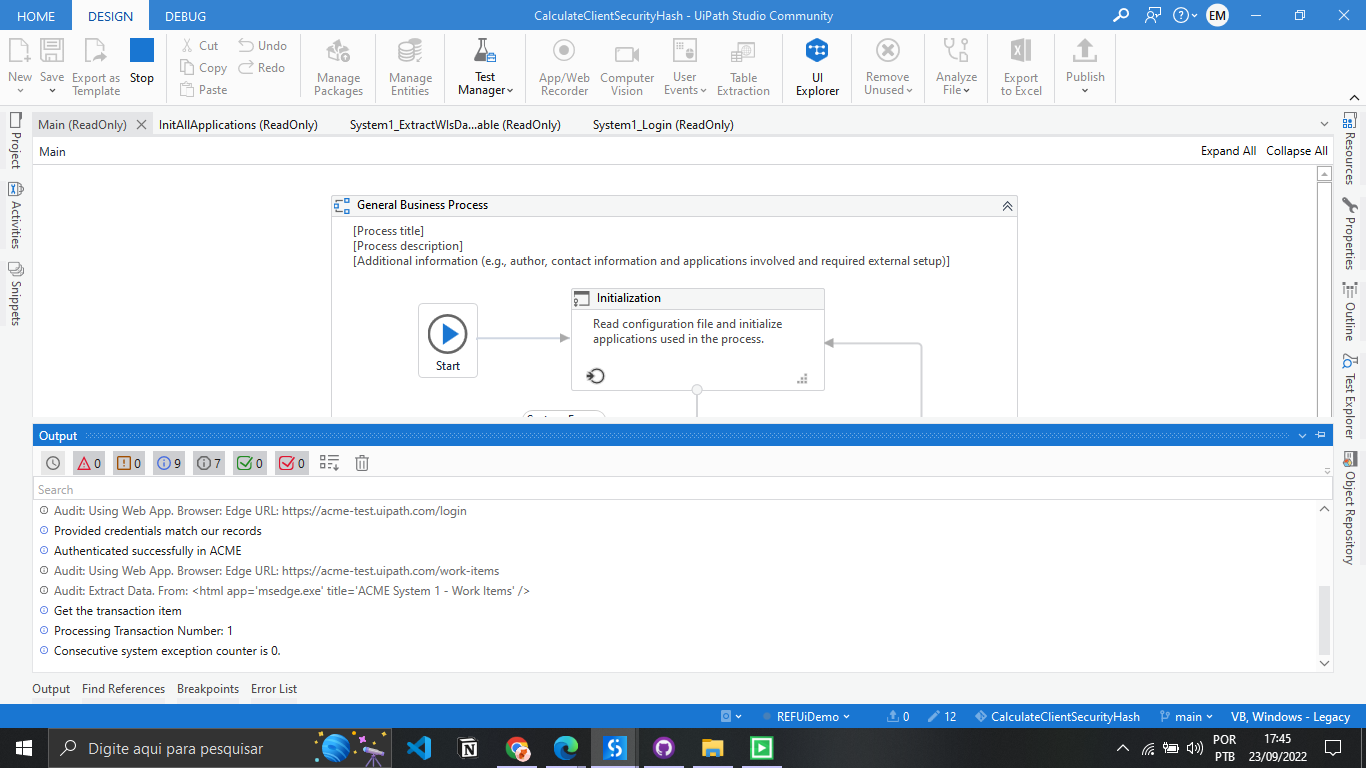 HOME DESIGN DEBUG CalculateClientSecurityHash - UiPath Studio Community EM
New Save Export as Template Stop
Cut Undo
Copy Redo
Paste
Manage Packages Manage Entities Test Manager App/Web Recorder Computer Vision User Events Table Extraction UI Explorer Remove Unused Analyze File Export to Excel Publish
Main (ReadOnly) InitAllApplications (ReadOnly) System1_ExtractWIsDa...able (ReadOnly) System1_Login (ReadOnly)
Main Expand All Collapse All
Project
Activities
Snippets
Resources
Properties
Outline
Test Explorer
Object Repository
General Business Process
[Process title]
[Process description]
[Additional information (e.g., author, contact information and applications involved and required external setup)]
Initialization
Read configuration file and initialize
applications used in the process.
Start
Output
0 0 9 7 0 0
Search
Audit: Using Web App. Browser: Edge URL: https://acme-test.uipath.com/login
Provided credentials match our records
Authenticated successfully in ACME
Audit: Using Web App. Browser: Edge URL: https://acme-test.uipath.com/work-items
Audit: Extract Data. From: <html app='msedge.exe' title='ACME System 1 - Work Items' />
Get the transaction item
Processing Transaction Number: 1
Consecutive system exception counter is 0.
Output Find References Breakpoints Error List
REFUiDemo 0 12 CalculateClientSecurityHash main VB, Windows - Legacy
Digite aqui para pesquisar
POR
PTB
17:45
23/09/2022